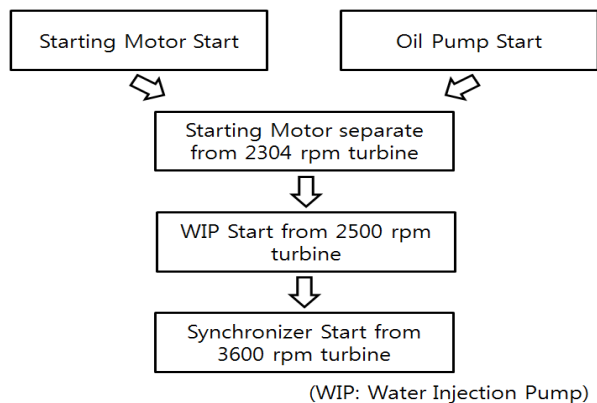 Starting Motor Start
Oil Pump Start
Starting Motor separate
from 2304 rpm turbine
WIP Start from 2500 rpm
turbine
Synchronizer Start from
3600 rpm turbine
(WIP: Water Injection Pump)